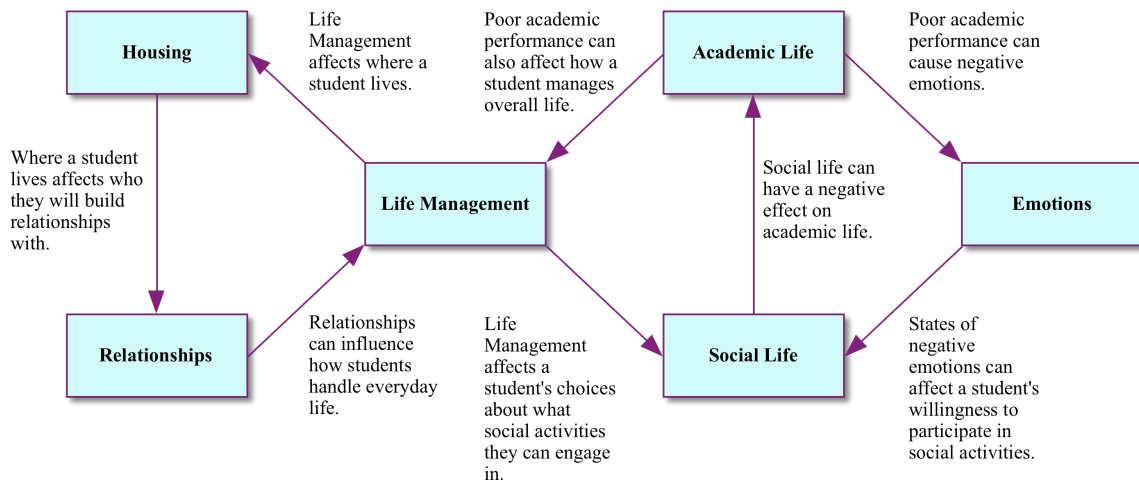 Housing
Life
Management
affects where a
student lives.
Poor academic
performance can
also affect how a
student manages
overall life.
Academic Life
Poor academic
performance can
cause negative
emotions.
Where a student
lives affects who
they will build
relationships
with.
Life Management
Social life can
have a negative
effect on
academic life.
Emotions
Relationships
Relationships
can influence
how students
handle everyday
life.
Life
Management
affects a
student's choices
about what
social activities
they can engage
in.
Social Life
States of
negative
emotions can
affect a student's
willingness to
participate in
social activities.